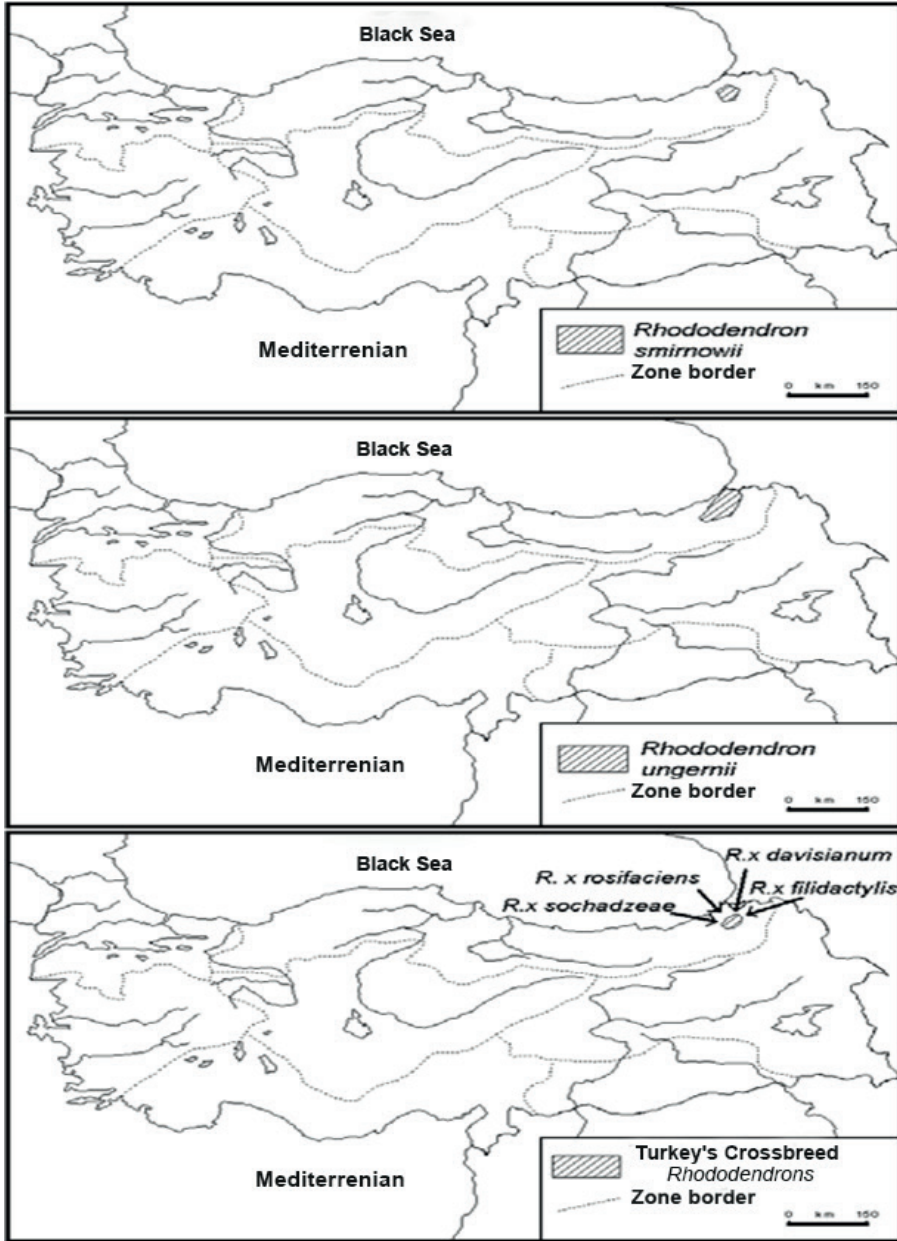 Black Sea
Mediterrenian
Rhododendron
smirnowii
Zone border
0 km 150
Black Sea
Mediterrenian
Rhododendron
ungernii
Zone border
0 km 150
Black Sea
R.x davisianum
R. x rosifaciens
R.x filidactylis
R.x sochadzeae
Mediterrenian
Turkey's Crossbreed
Rhododendrons
Zone border
0 km 150